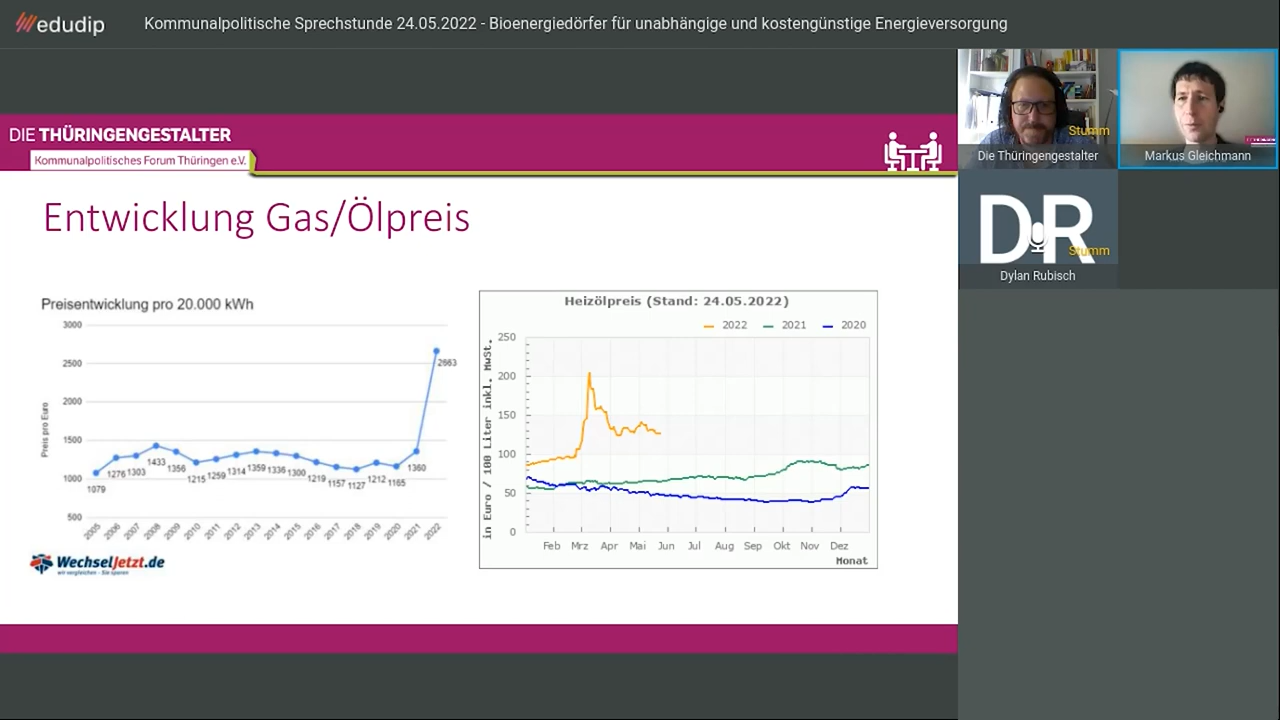 edudip
Kommunalpolitische Sprechstunde 24.05.2022 - Bioenergiedörfer für unabhängige und kostengünstige Energieversorgung
DIE THÜRINGENGESTALTER
Kommunalpolitisches Forum Thüringen e.V.
Entwicklung Gas/Ölpreis
Preisentwicklung pro 20.000 kWh
Preis pro Euro
3000
2500
2000
1500
1000
500
1079
1276
1303
1433
1356
1215
1259
1314
1359
1336
1300
1219
1157
1127
1212
1165
1360
2663
2005
2006
2007
2008
2009
2010
2011
2012
2013
2014
2015
2016
2017
2018
2019
2020
2021
2022
WechselJetzt.de
wir vergleichen - Sie sparen
Heizölpreis (Stand: 24.05.2022)
2022 2021 2020
in Euro / 100 Liter inkl. MwSt.
250
200
150
100
50
0
Feb Mrz Apr Mai Jun Jul Aug Sep Okt Nov Dez
Monat
Stumm
Die Thüringengestalter
Markus Gleichmann
DR
Stumm
Dylan Rubisch